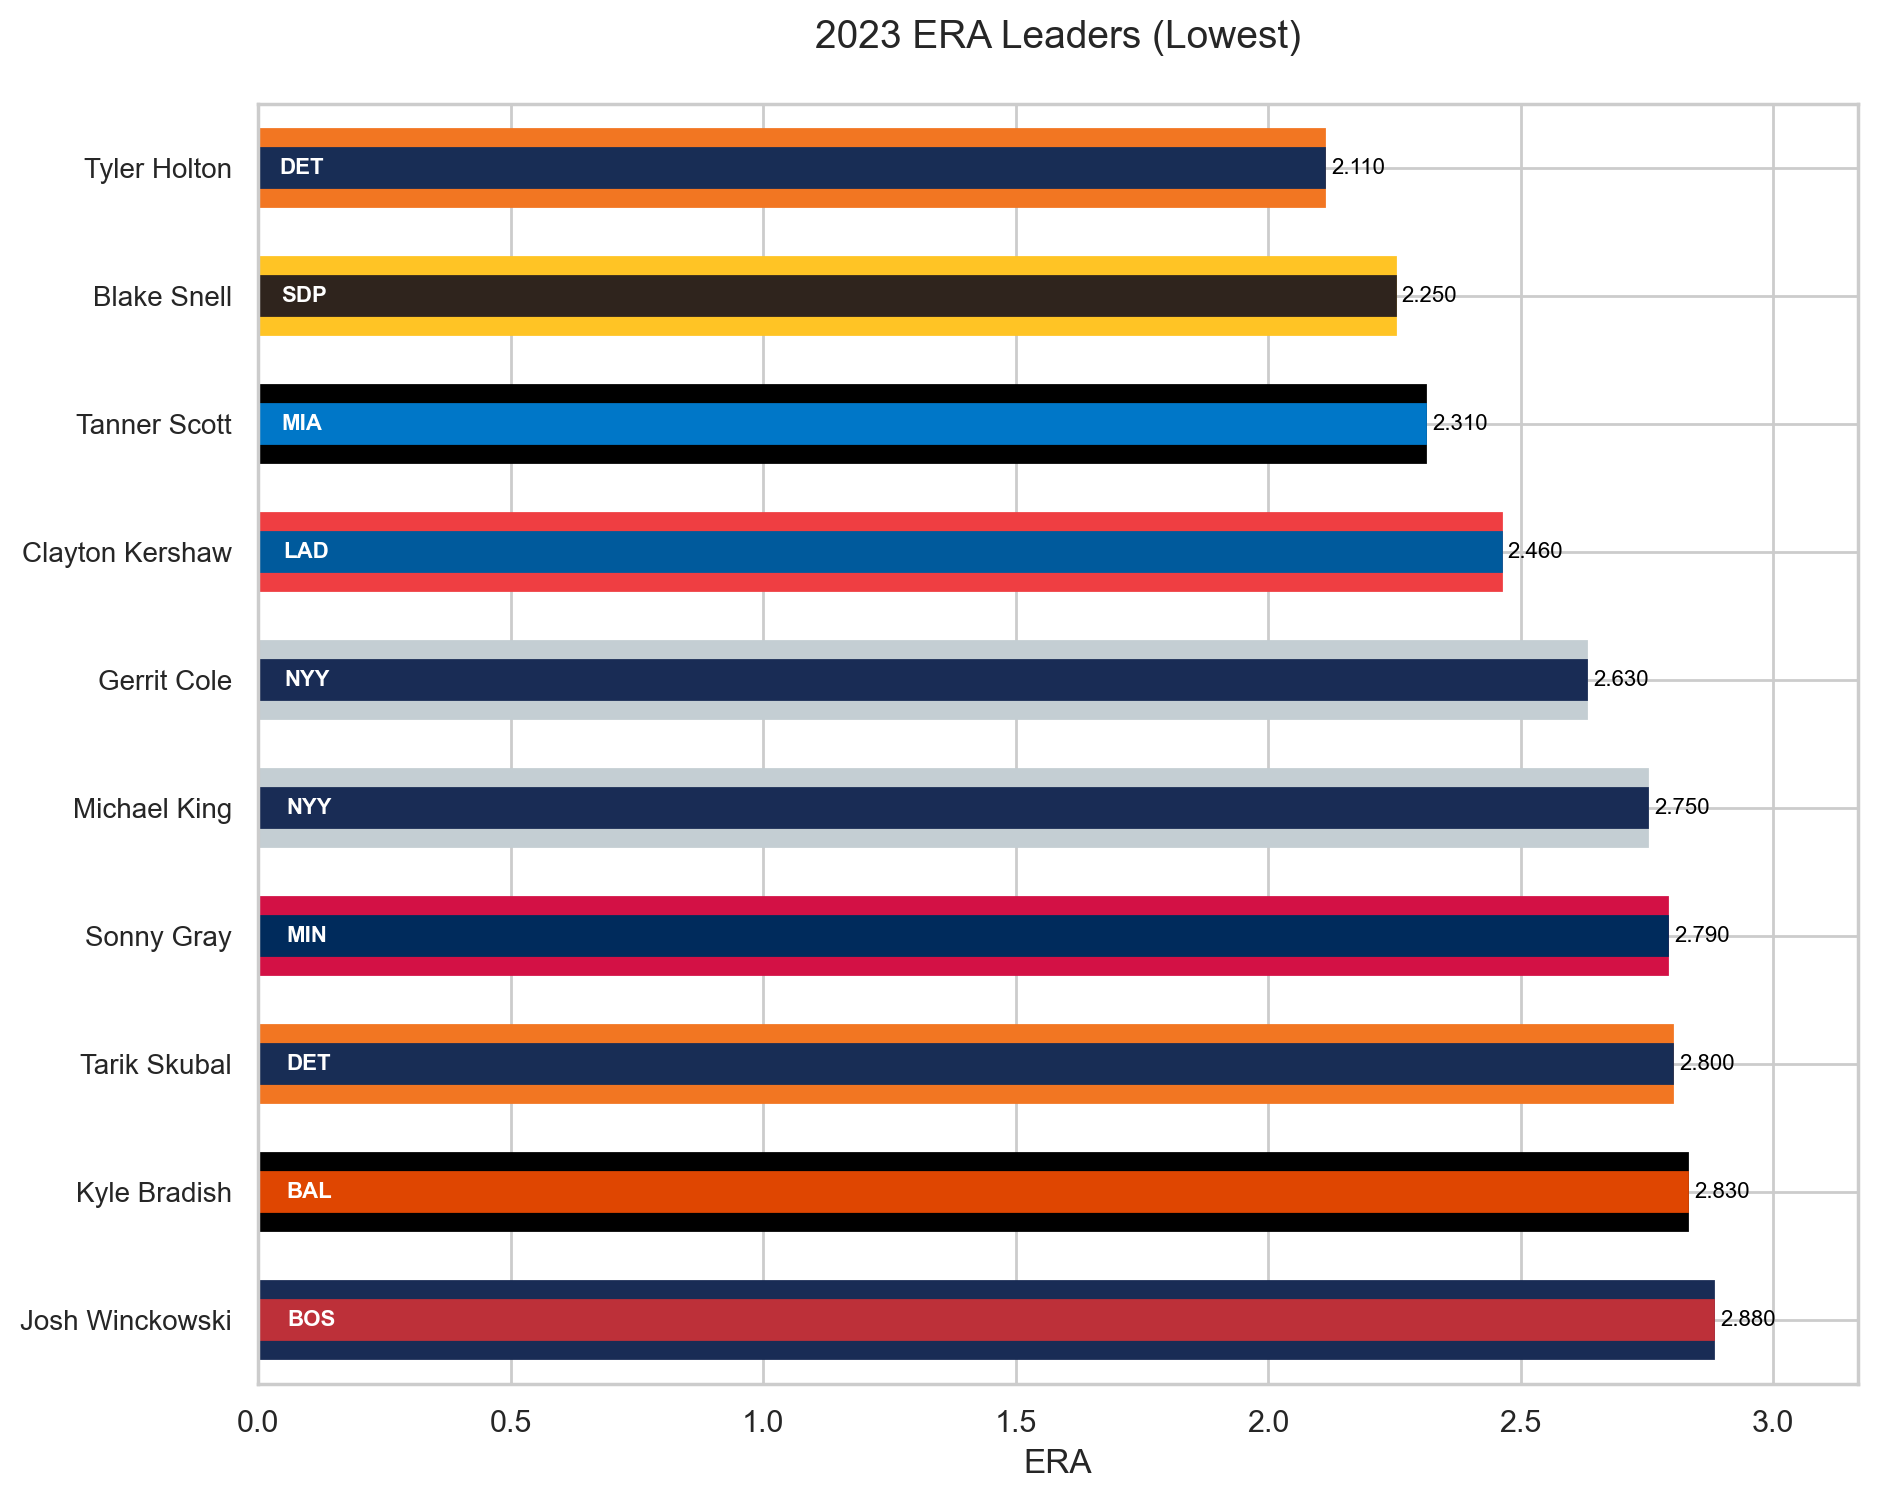 2023 ERA Leaders (Lowest)
Tyler Holton DET 2.110
Blake Snell SDP 2.250
Tanner Scott MIA 2.310
Clayton Kershaw LAD 2.460
Gerrit Cole NYY 2.630
Michael King NYY 2.750
Sonny Gray MIN 2.790
Tarik Skubal DET 2.800
Kyle Bradish BAL 2.830
Josh Winckowski BOS 2.880
0.0 0.5 1.0 1.5 2.0 2.5 3.0
ERA